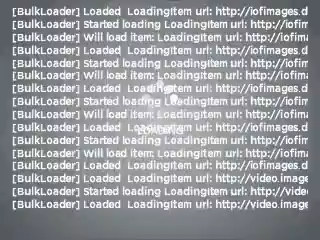 [BulkLoader] Loaded LoadingItem url: http://iofimages.d
[BulkLoader] Started loading LoadingItem url: http://iofim
[BulkLoader] Will load item: LoadingItem url: http://iofima
[BulkLoader] Loaded LoadingItem url: http://iofimages.d
[BulkLoader] Started loading LoadingItem url: http://iofim
[BulkLoader] Will load item: LoadingItem url: http://iofima
[BulkLoader] Loaded LoadingItem url: http://iofimages.d
[BulkLoader] Started loading LoadingItem url: http://iofim
[BulkLoader] Will load item: LoadingItem url: http://iofima
[BulkLoader] Loaded LoadingItem url: http://iofimages.d
[BulkLoader] Started loading LoadingItem url: http://iofim
[BulkLoader] Will load item: LoadingItem url: http://iofima
[BulkLoader] Loaded LoadingItem url: http://iofimages.d
[BulkLoader] Loaded LoadingItem url: http://video.image
[BulkLoader] Started loading LoadingItem url: http://vide
[BulkLoader] Loaded LoadingItem url: http://video.image